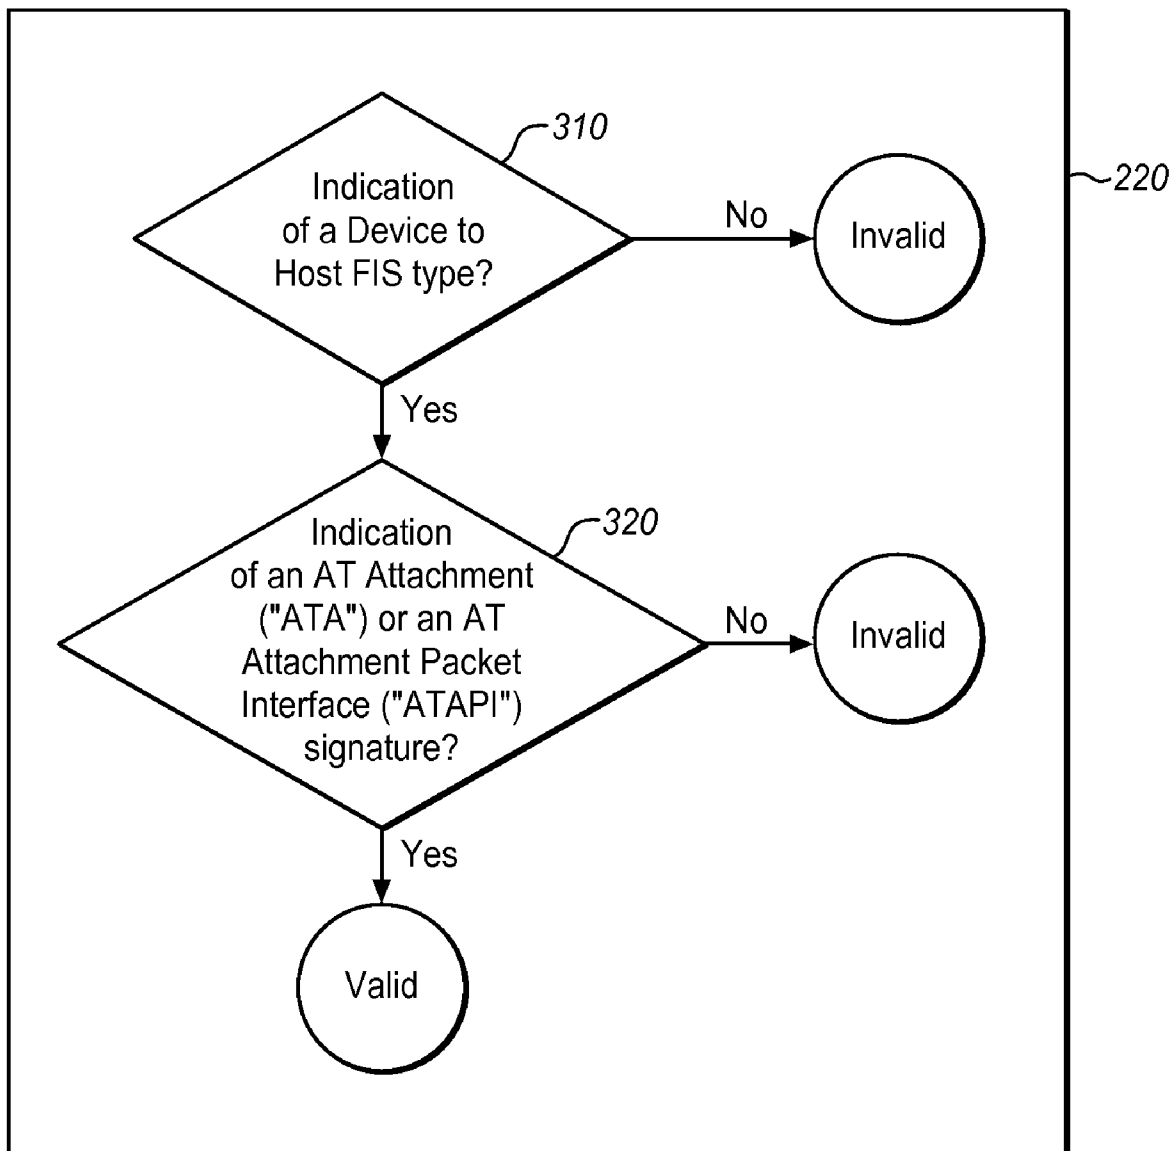 310
Indication
of a Device to
Host FIS type?
No
Invalid
220
Yes
320
Indication
of an AT Attachment
("ATA") or an AT
Attachment Packet
Interface ("ATAPI")
signature?
No
Invalid
Yes
Valid